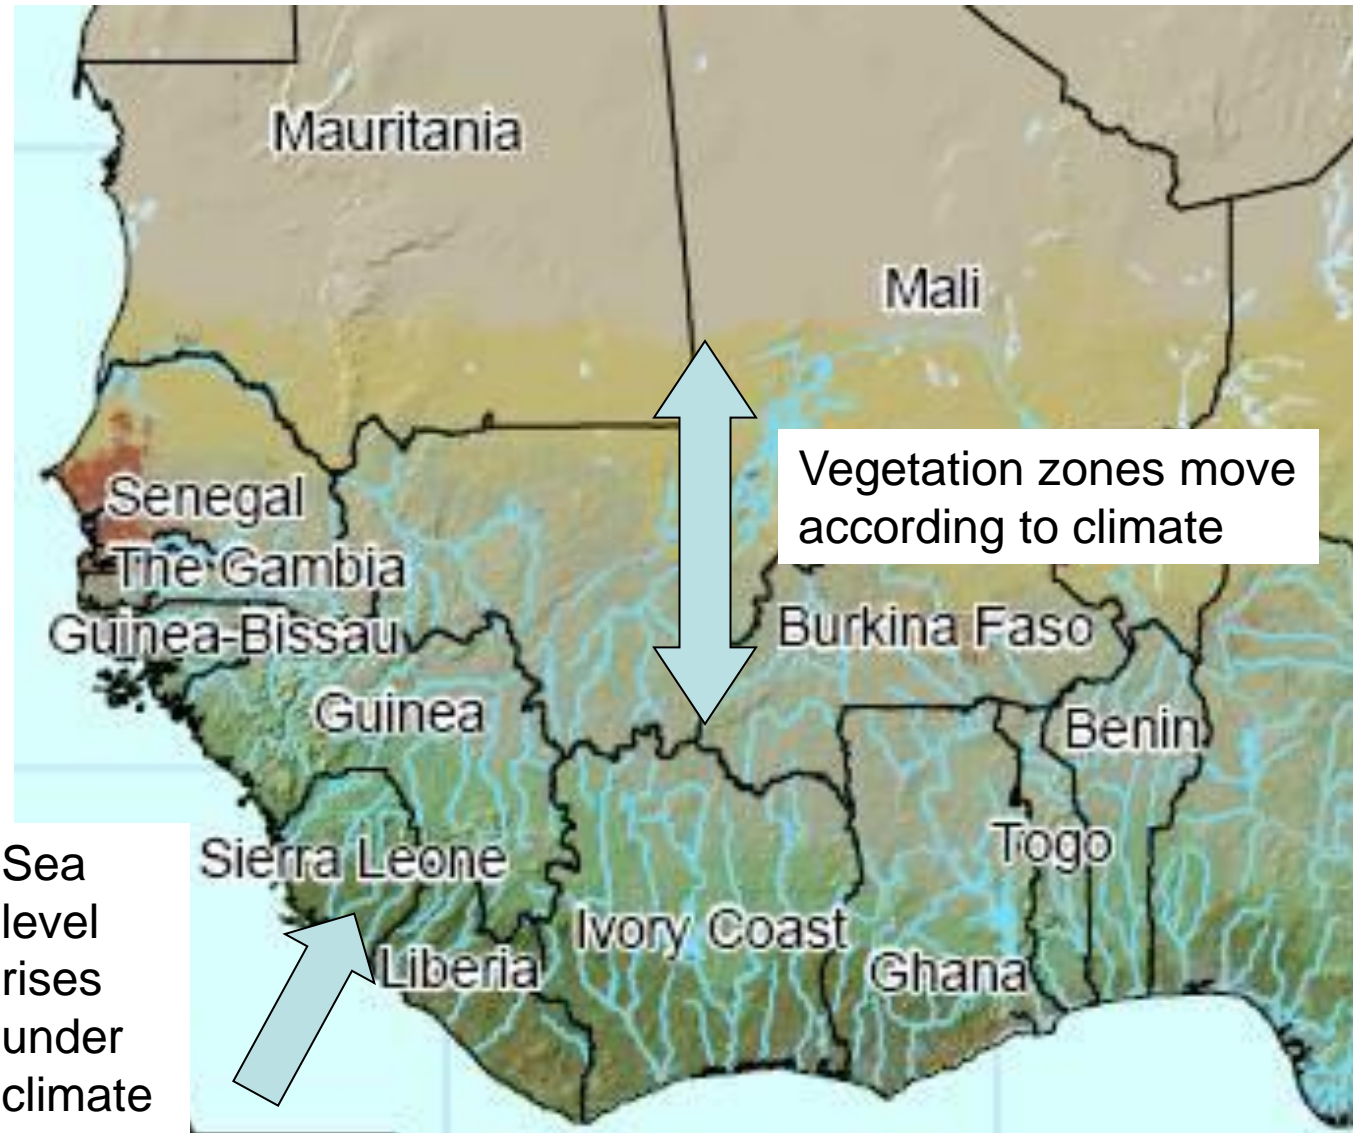 Mauritania
Mali
Vegetation zones move
according to climate
Senegal
The Gambia
Guinea-Bissau
Burkina Faso
Guinea
Benin
Sierra Leone
Togo
Ivory Coast
Liberia
Ghana
Sea
level
rises
under
climate